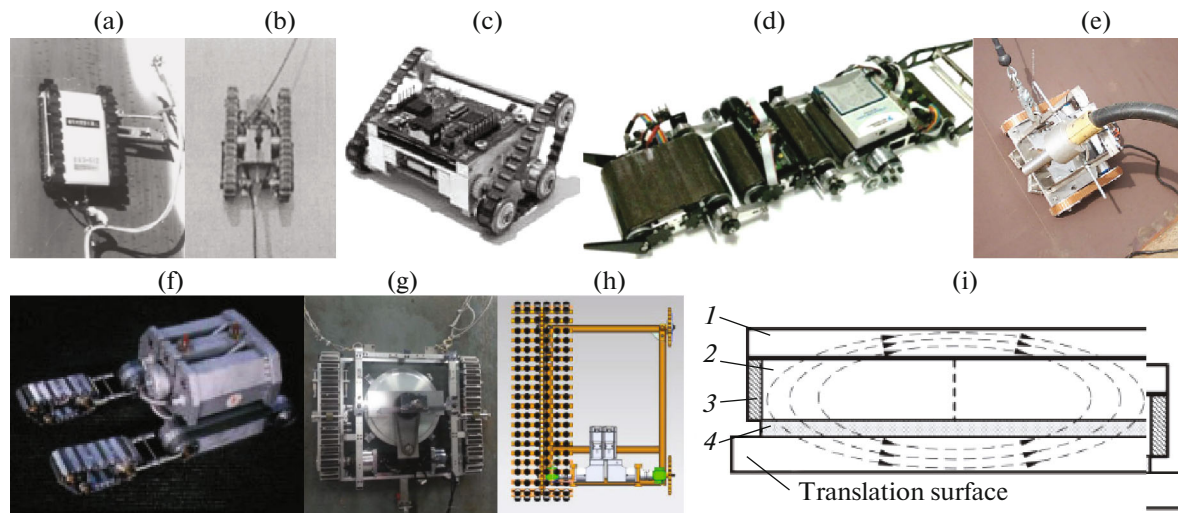 (a)
(b)
(c)
(d)
(e)
(f)
(g)
(h)
(i)
1
2
3
4
Translation surface